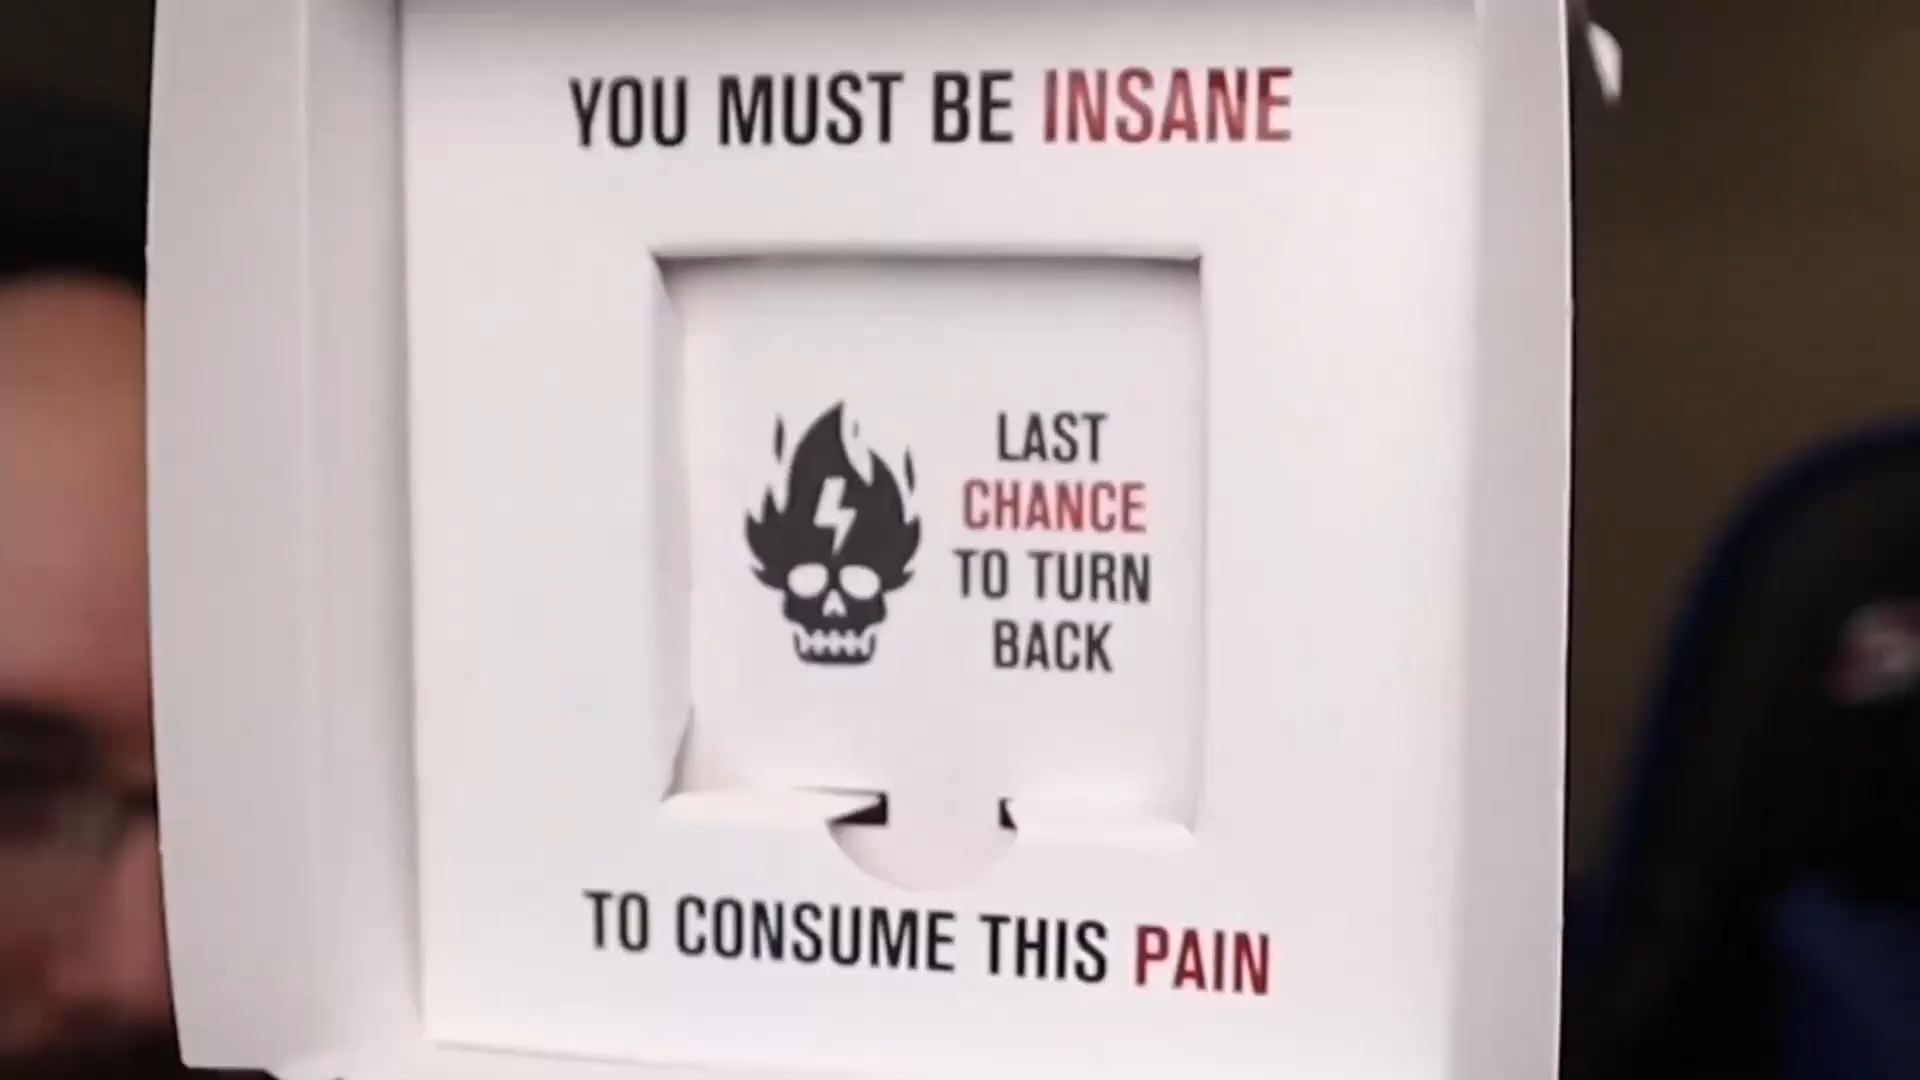 YOU MUST BE INSANE
LAST
CHANCE
TO TURN
BACK
TO CONSUME THIS PAIN